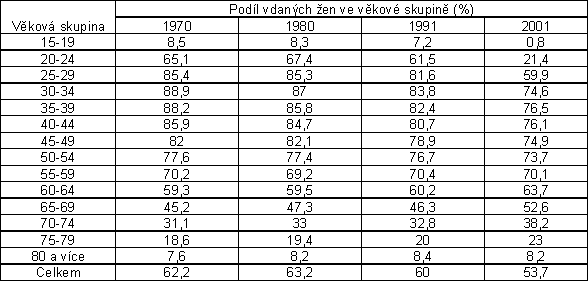 Podíl vdaných žen ve věkové skupině (%)
Věková skupina 1970 1980 1991 2001
15-19 8,5 8,3 7,2 0,8
20-24 65,1 67,4 61,5 21,4
25-29 85,4 85,3 81,6 59,9
30-34 88,9 87 83,8 74,6
35-39 88,2 85,8 82,4 76,5
40-44 85,9 84,7 80,7 76,1
45-49 82 82,1 78,9 74,9
50-54 77,6 77,4 76,7 73,7
55-59 70,2 69,2 70,4 70,1
60-64 59,3 59,5 60,2 63,7
65-69 45,2 47,3 46,3 52,6
70-74 31,1 33 32,8 38,2
75-79 18,6 19,4 20 23
80 a více 7,6 8,2 8,4 8,2
Celkem 62,2 63,2 60 53,7